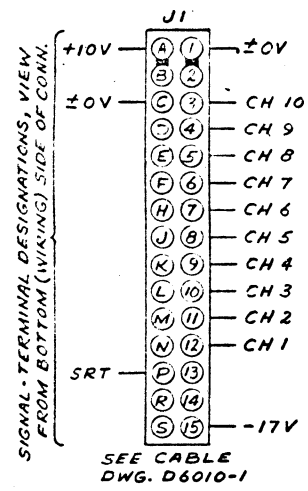 J1
SIGNAL-TERMINAL DESIGNATIONS, VIEW
FROM BOTTOM (WIRING) SIDE OF CONN.
+10V A 1 ±0V
B 2
±0V C 3 CH 10
D 4 CH 9
E 5 CH 8
F 6 CH 7
H 7 CH 6
J 8 CH 5
K 9 CH 4
L 10 CH 3
M 11 CH 2
N 12 CH 1
SRT P 13
R 14
S 15 -17V
SEE CABLE
DWG. D6010-1